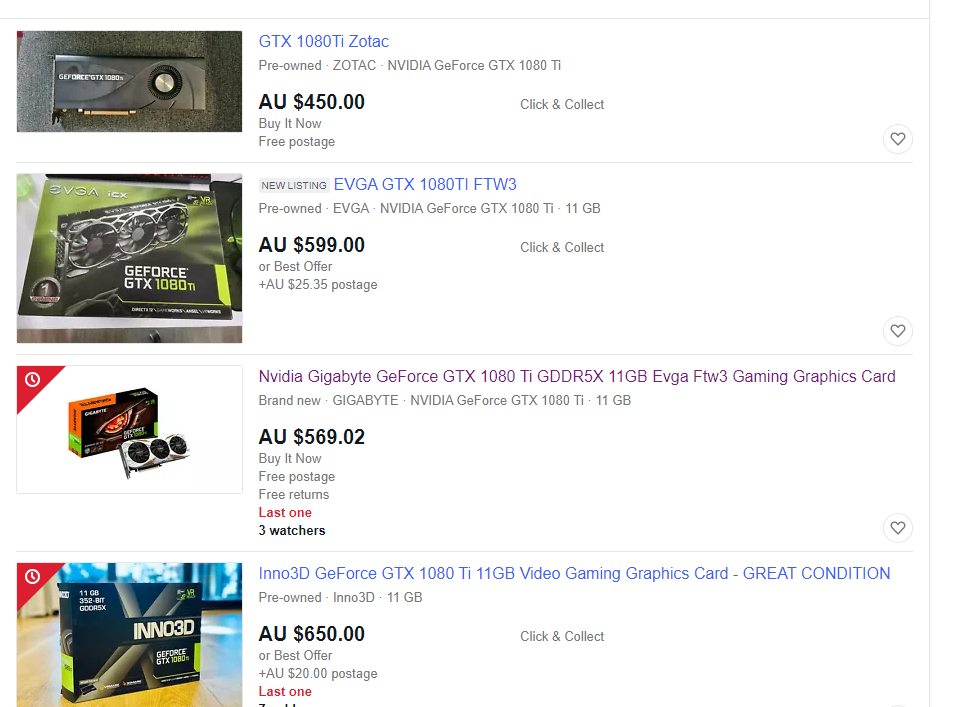 GTX 1080Ti Zotac
Pre-owned · ZOTAC · NVIDIA GeForce GTX 1080 Ti
AU $450.00
Click & Collect
Buy It Now
Free postage
GEFORCE GTX 1080 Ti
NEW LISTING EVGA GTX 1080TI FTW3
Pre-owned · EVGA · NVIDIA GeForce GTX 1080 Ti · 11 GB
AU $599.00
Click & Collect
or Best Offer
+AU $25.35 postage
EVGA iCX
VR
GEFORCE
GTX 1080 Ti
Nvidia Gigabyte GeForce GTX 1080 Ti GDDR5X 11GB Evga Ftw3 Gaming Graphics Card
Brand new · GIGABYTE · NVIDIA GeForce GTX 1080 Ti · 11 GB
AU $569.02
Buy It Now
Free postage
Free returns
Last one
3 watchers
GIGABYTE
Inno3D GeForce GTX 1080 Ti 11GB Video Gaming Graphics Card - GREAT CONDITION
Pre-owned · Inno3D · 11 GB
AU $650.00
Click & Collect
or Best Offer
+AU $20.00 postage
Last one
11 GB
352-BIT
GDDR5X
VR
INNO3D
GEFORCE
GTX 1080 Ti